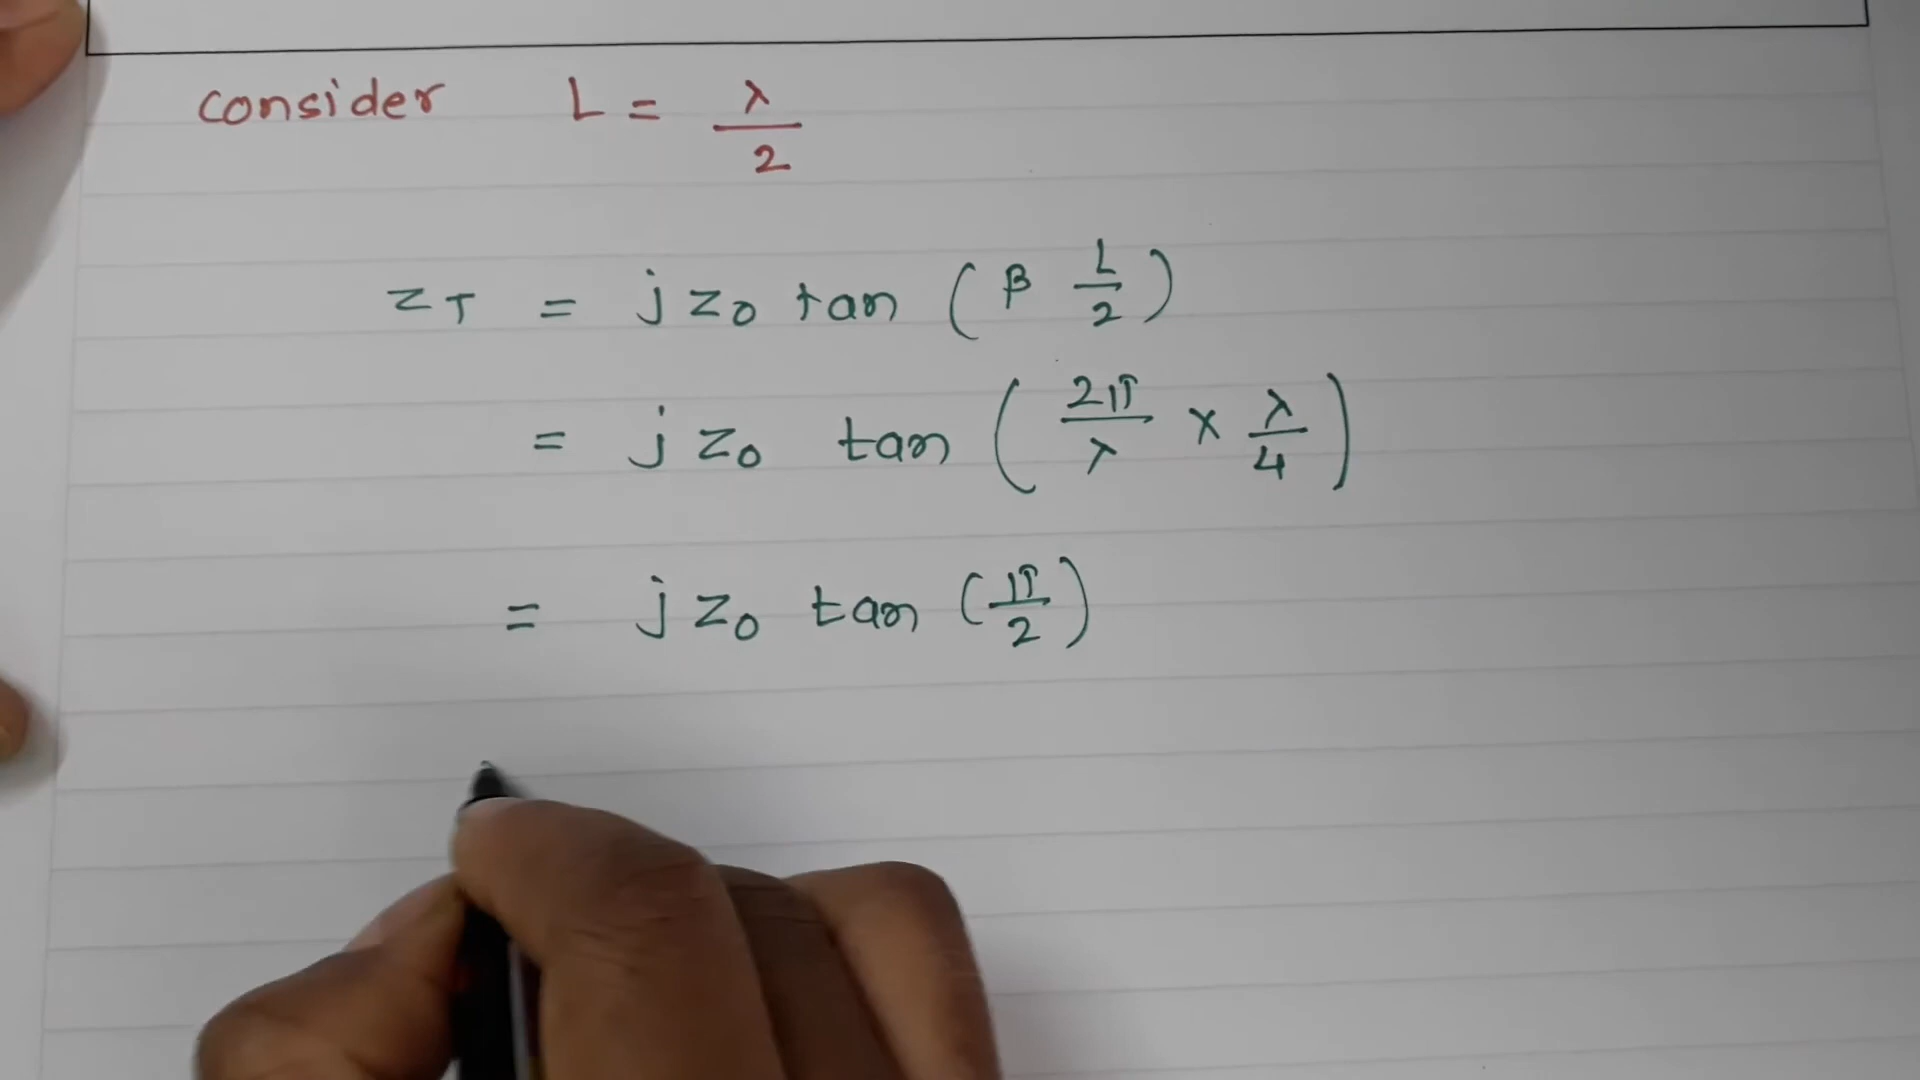 consider L = λ/2
Z_T = j Z_0 tan (β L/2)
= j Z_0 tan (2π/λ × λ/4)
= j Z_0 tan (π/2)